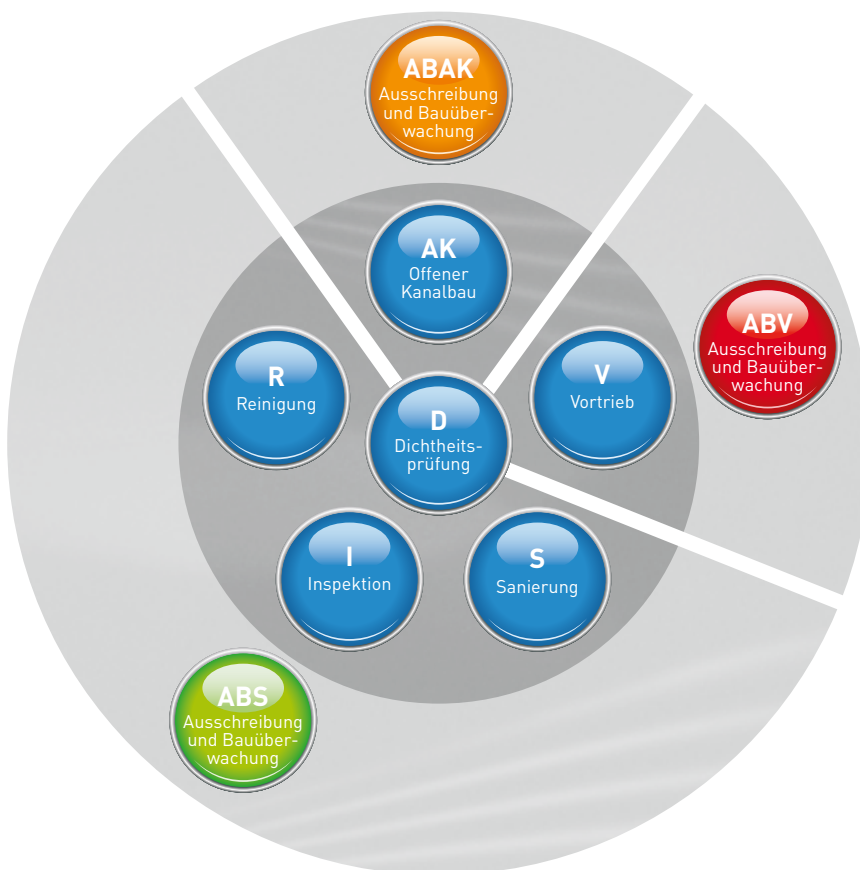 ABAK
Ausschreibung
und Bauüber-
wachung
AK
Offener
Kanalbau
ABV
Ausschreibung
und Bauüber-
wachung
R
Reinigung
V
Vortrieb
D
Dichtheits-
prüfung
I
Inspektion
S
Sanierung
ABS
Ausschreibung
und Bauüber-
wachung